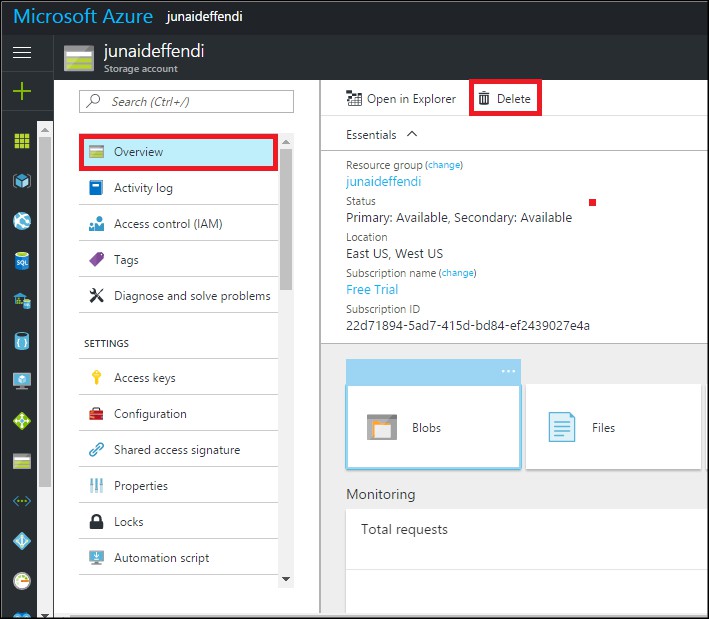 Microsoft Azure junaideffendi
junaideffendi
Storage account
Search (Ctrl+/)
Overview
Activity log
Access control (IAM)
Tags
Diagnose and solve problems
SETTINGS
Access keys
Configuration
Shared access signature
Properties
Locks
Automation script
Open in Explorer
Delete
Essentials
Resource group (change)
junaideffendi
Status
Primary: Available, Secondary: Available
Location
East US, West US
Subscription name (change)
Free Trial
Subscription ID
22d71894-5ad7-415d-bd84-ef2439027e4a
...
Blobs
Files
Monitoring
Total requests
SQL